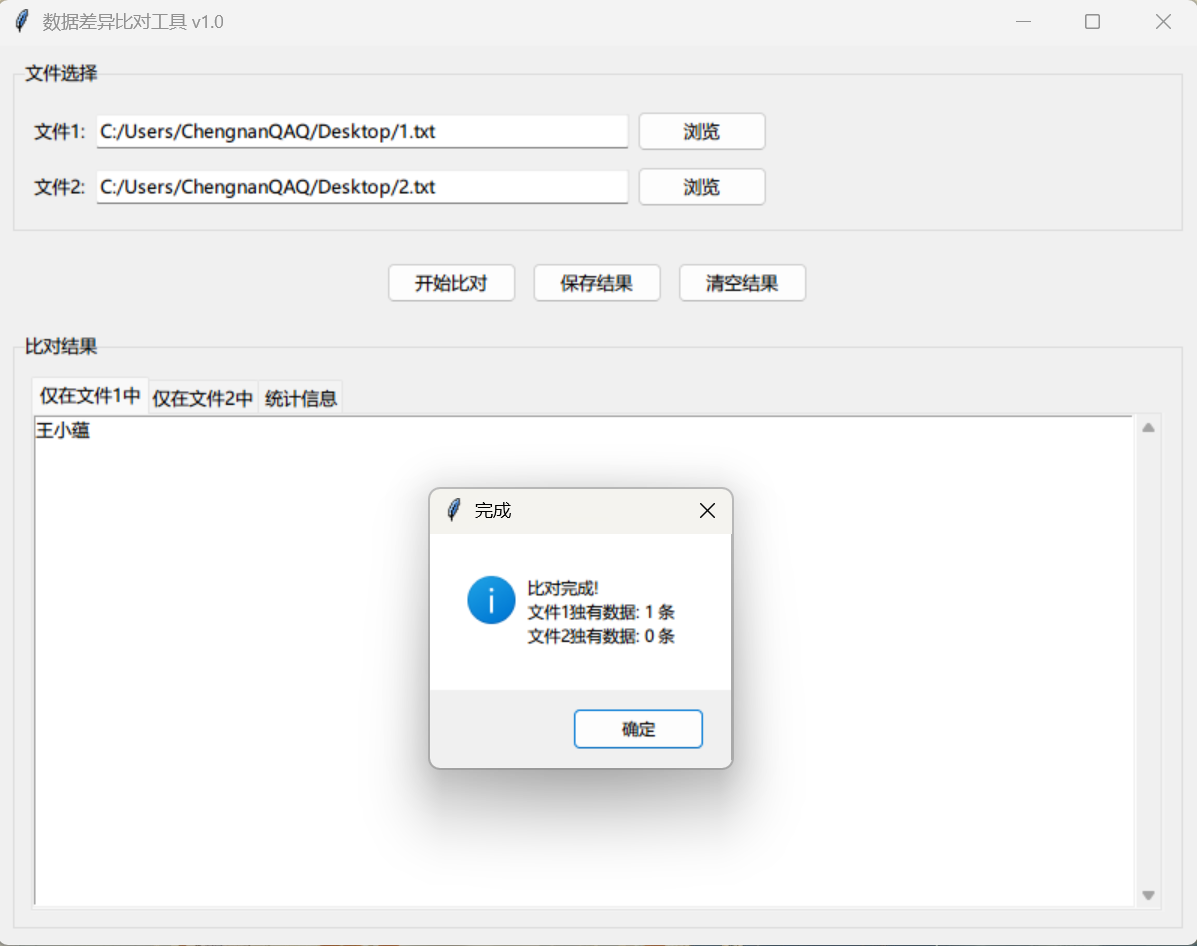 数据差异比对工具 v1.0
文件选择
文件1: C:/Users/ChengnanQAQ/Desktop/1.txt 浏览
文件2: C:/Users/ChengnanQAQ/Desktop/2.txt 浏览
开始比对 保存结果 清空结果
比对结果
仅在文件1中 仅在文件2中 统计信息
王小蕴
完成
比对完成!
文件1独有数据: 1 条
文件2独有数据: 0 条
确定